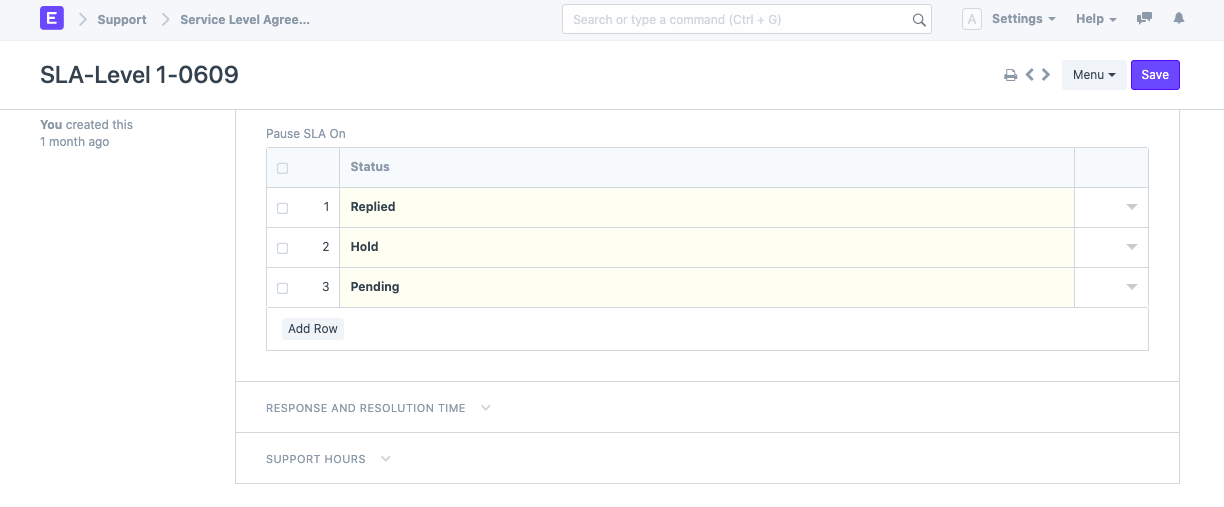 E
Support
Service Level Agree...
Search or type a command (Ctrl + G)
A
Settings
Help
SLA-Level 1-0609
Menu
Save
You created this
1 month ago
Pause SLA On
Status
1 Replied
2 Hold
3 Pending
Add Row
RESPONSE AND RESOLUTION TIME
SUPPORT HOURS